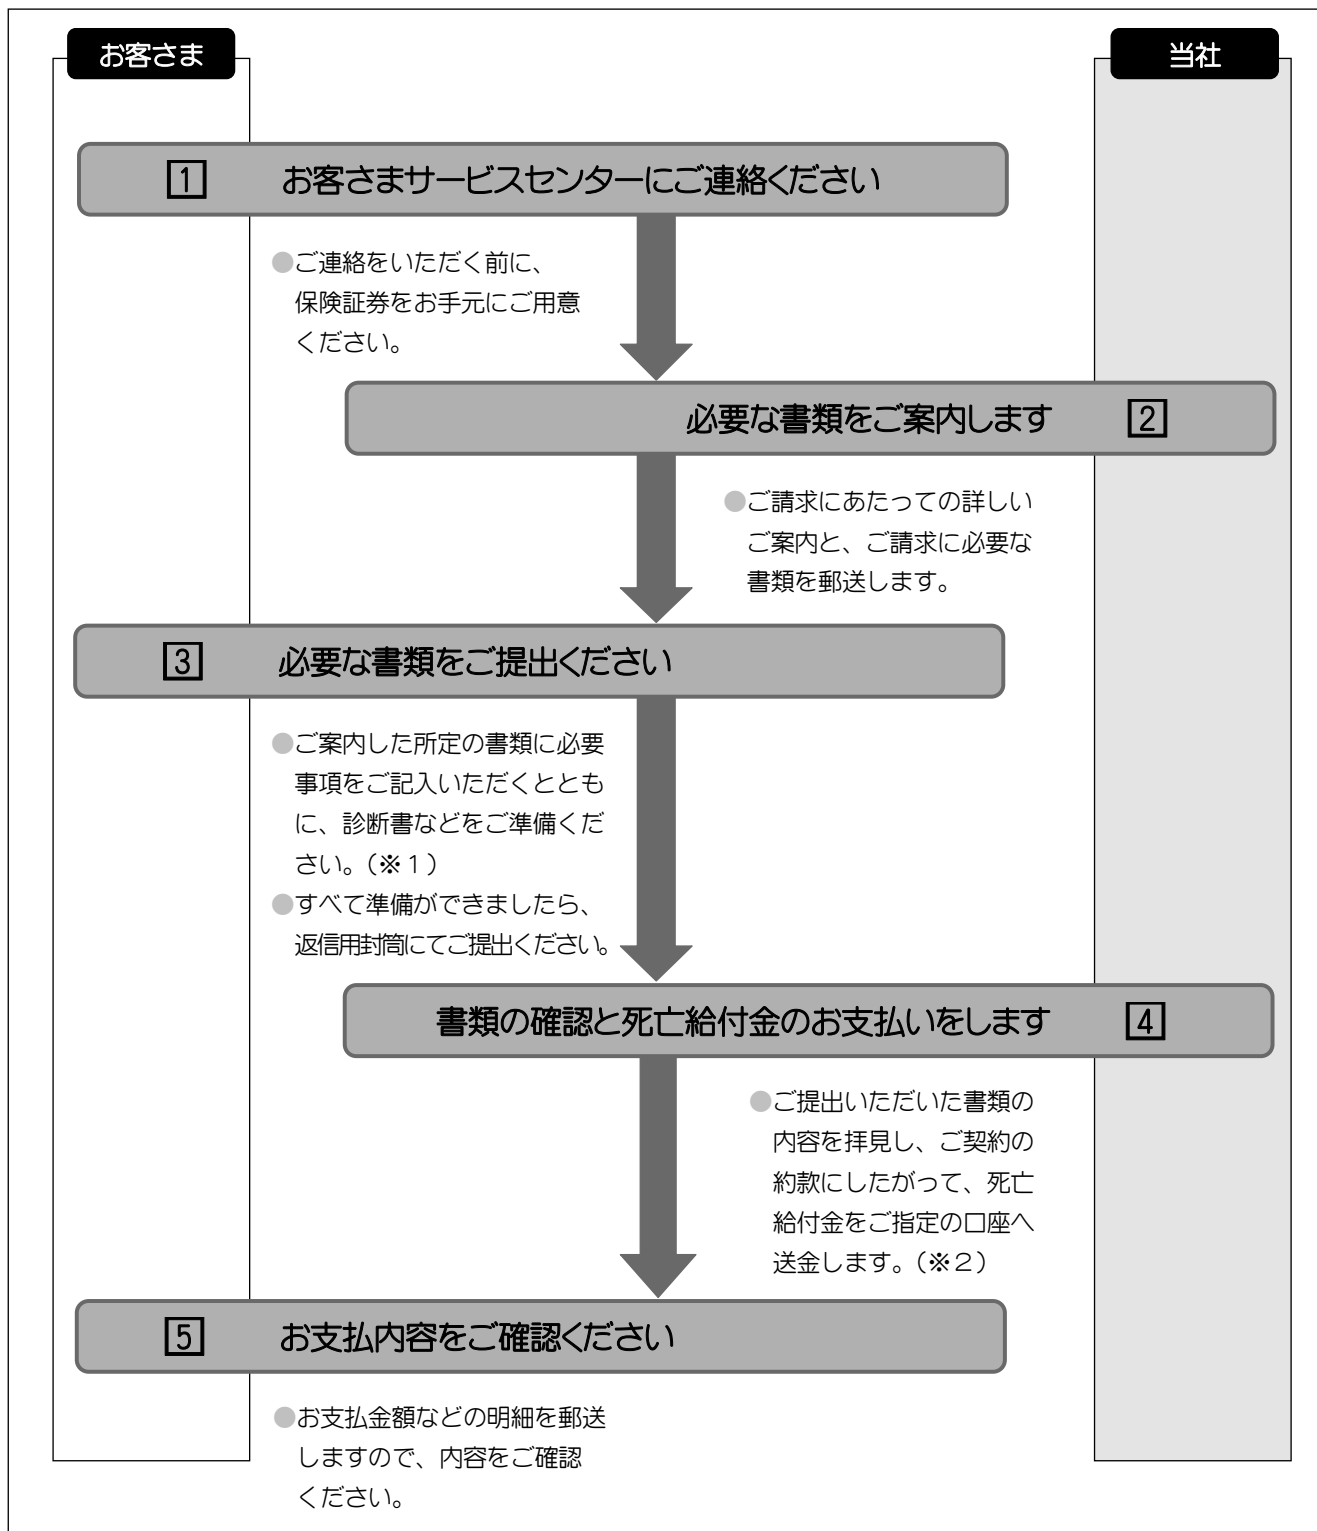 お客さま
当社
1 お客さまサービスセンターにご連絡ください
●ご連絡をいただく前に、
保険証券をお手元にご用意
ください。
必要な書類をご案内します 2
●ご請求にあたっての詳しい
ご案内と、ご請求に必要な
書類を郵送します。
3 必要な書類をご提出ください
●ご案内した所定の書類に必要
事項をご記入いただくととも
に、診断書などをご準備くだ
さい。(※1)
●すべて準備ができましたら、
返信用封筒にてご提出ください。
書類の確認と死亡給付金のお支払いをします 4
●ご提出いただいた書類の
内容を拝見し、ご契約の
約款にしたがって、死亡
給付金をご指定の口座へ
送金します。(※2)
5 お支払内容をご確認ください
●お支払金額などの明細を郵送
しますので、内容をご確認
ください。